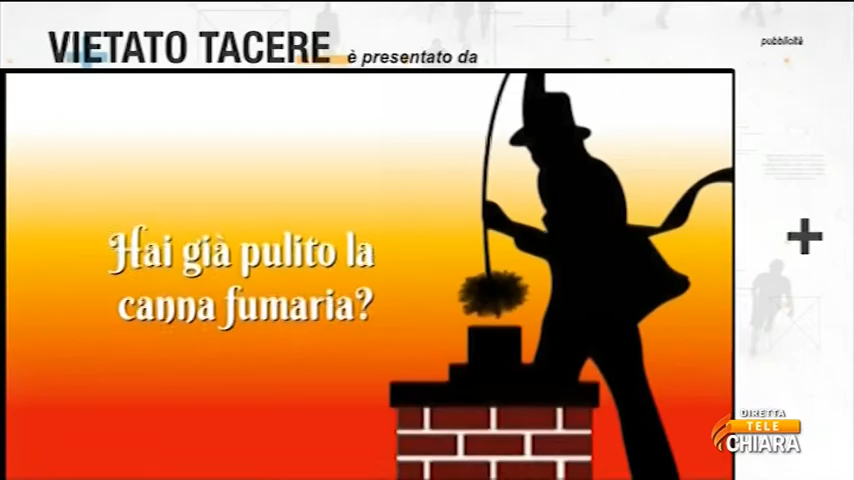 VIETATO TACERE è presentato da
pubblicità
Hai già pulito la
canna fumaria?
DIRETTA
TELE
CHIARA